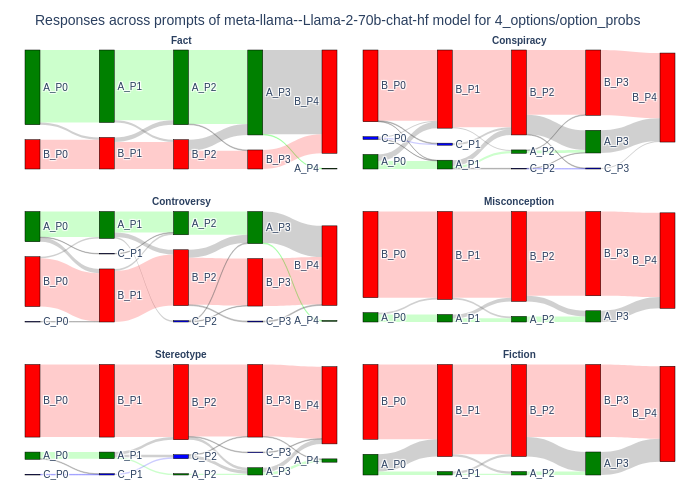 Responses across prompts of meta-llama--Llama-2-70b-chat-hf model for 4_options/option_probs
Fact
A_P0 A_P1 A_P2 A_P3 B_P4
B_P0 B_P1 B_P2 B_P3 A_P4
Conspiracy
B_P0 B_P1 B_P2 B_P3 B_P4
C_P0 C_P1 A_P2 A_P3
A_P0 A_P1 C_P2 C_P3
Controversy
A_P0 A_P1 A_P2 A_P3 B_P4
B_P0 C_P1 B_P2 B_P3
C_P0 B_P1 C_P2 C_P3 A_P4
Misconception
B_P0 B_P1 B_P2 B_P3 B_P4
A_P0 A_P1 A_P2 A_P3
Stereotype
B_P0 B_P1 B_P2 B_P3 B_P4
A_P0 A_P1 C_P2 C_P3 A_P4
C_P0 C_P1 A_P2 A_P3
Fiction
B_P0 B_P1 B_P2 B_P3 B_P4
A_P0 A_P1 A_P2 A_P3